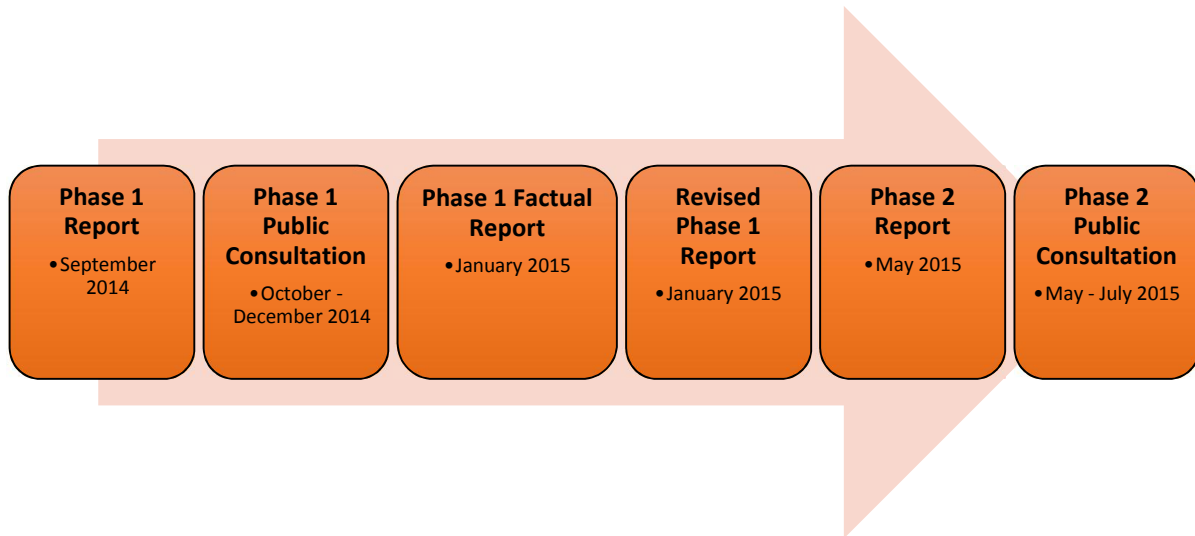 Phase 1
Report
•September
2014
Phase 1
Public
Consultation
•October -
December 2014
Phase 1 Factual
Report
•January 2015
Revised
Phase 1
Report
•January 2015
Phase 2
Report
•May 2015
Phase 2
Public
Consultation
•May - July 2015